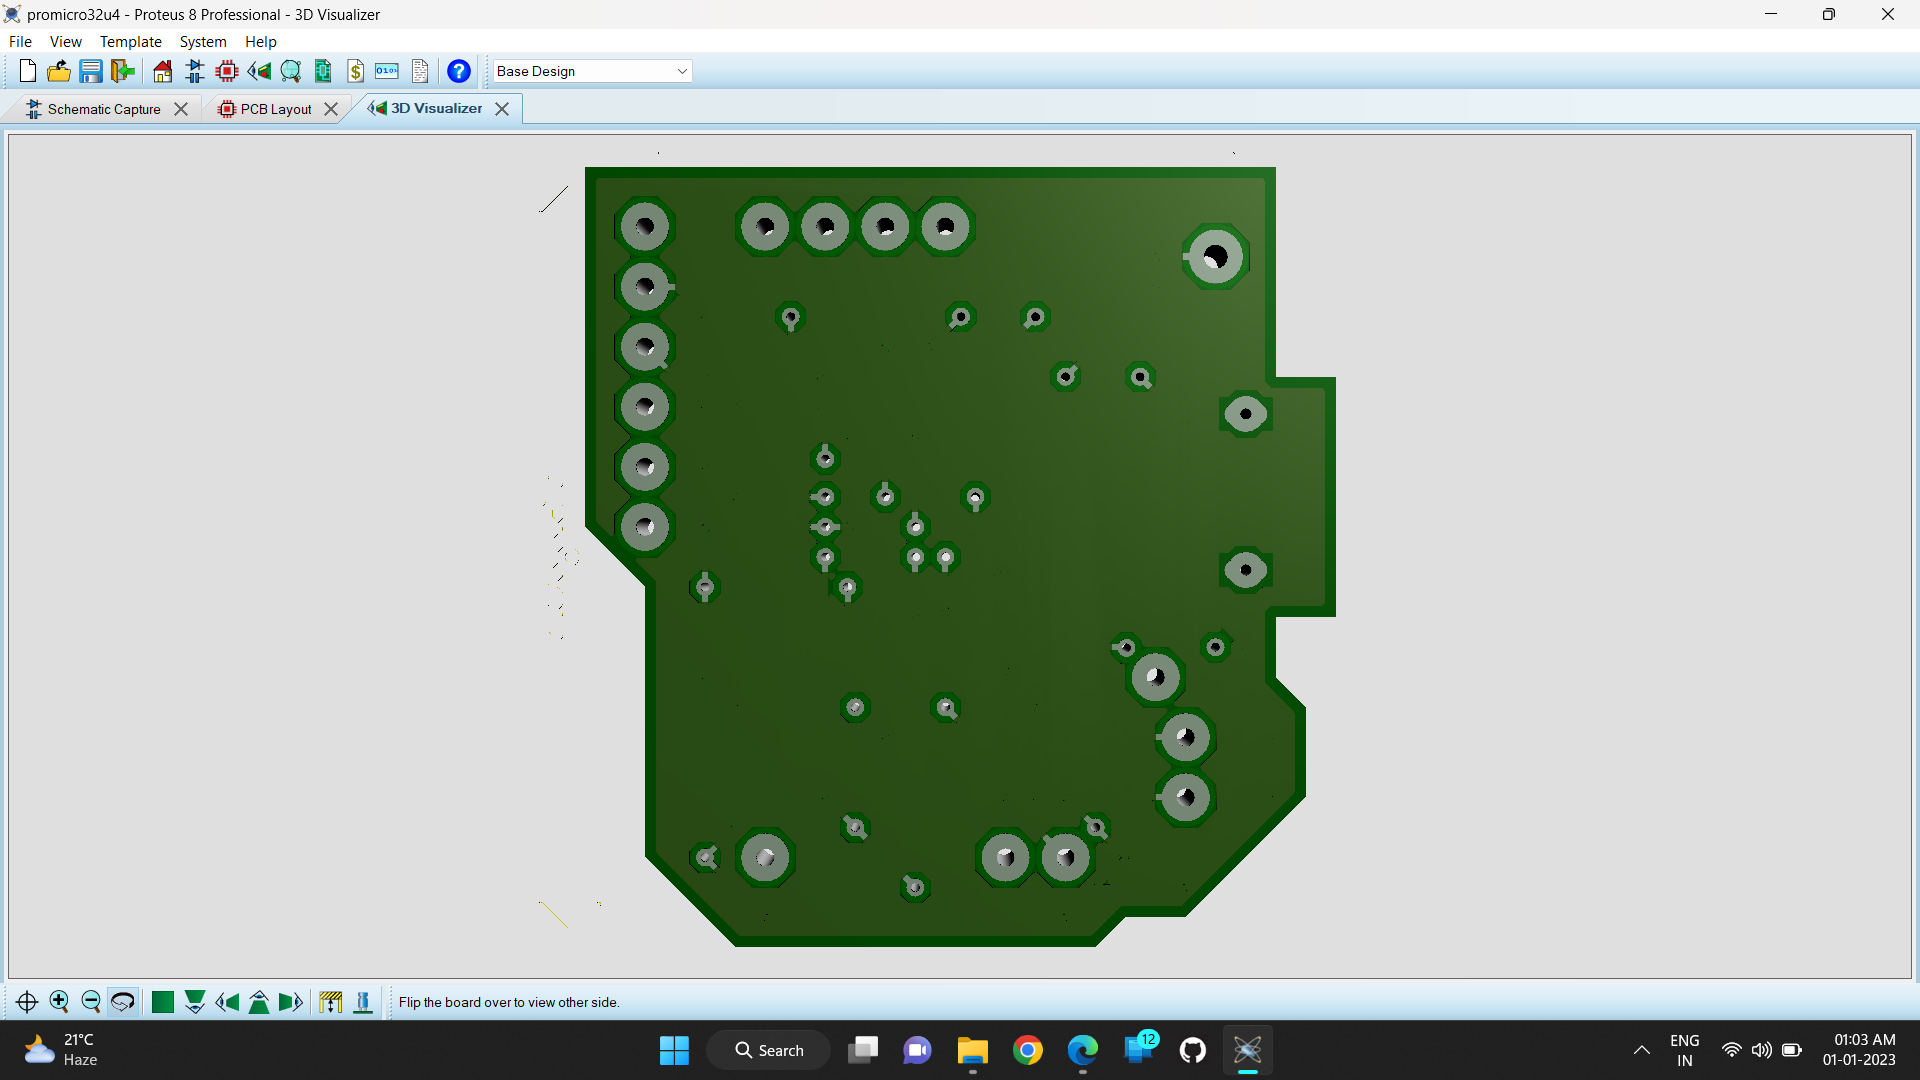 promicro32u4 - Proteus 8 Professional - 3D Visualizer
File View Template System Help
$ 0101 ? Base Design
Schematic Capture PCB Layout 3D Visualizer
Flip the board over to view other side.
21°C
Haze
Search
12
ENG
IN
01:03 AM
01-01-2023